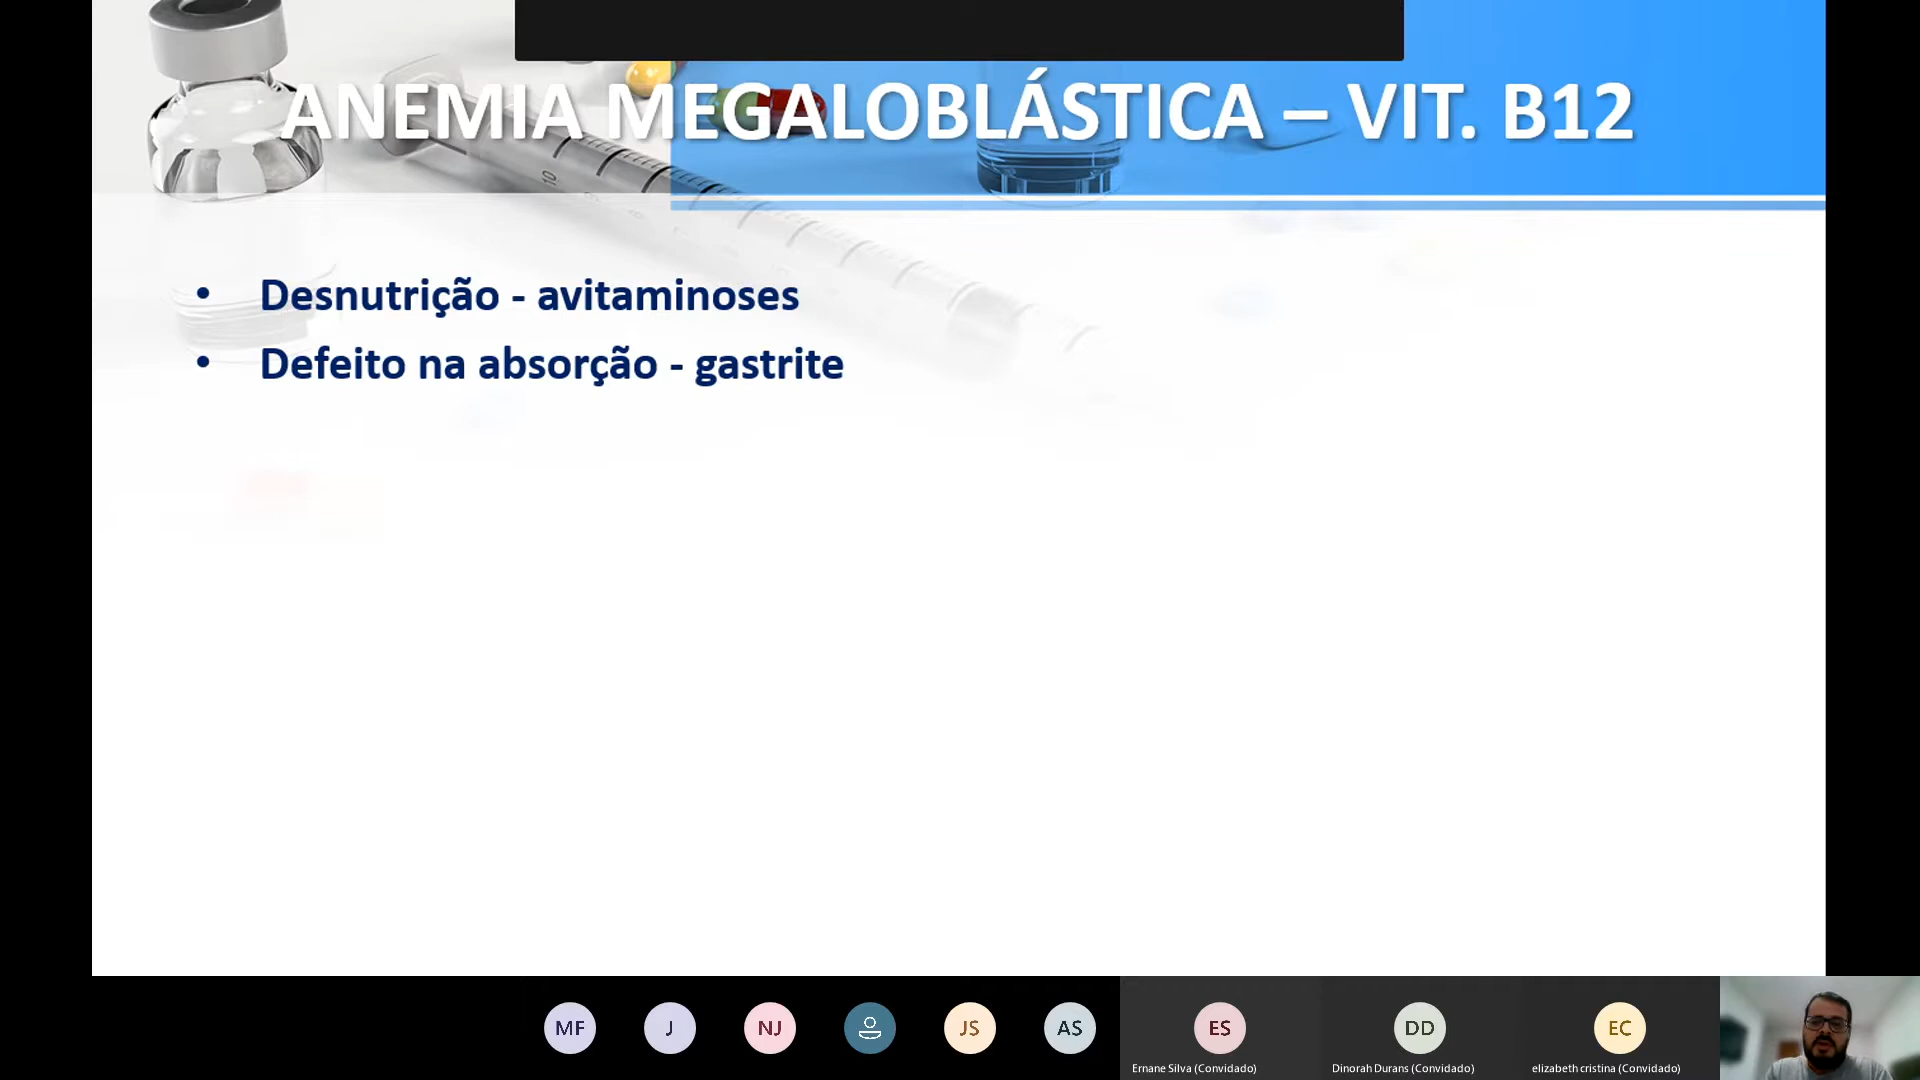 ANEMIA MEGALOBLÁSTICA – VIT. B12
10
• Desnutrição - avitaminoses
• Defeito na absorção - gastrite
MF J NJ JS AS ES DD EC
Ernane Silva (Convidado) Dinorah Durans (Convidado) elizabeth cristina (Convidado)